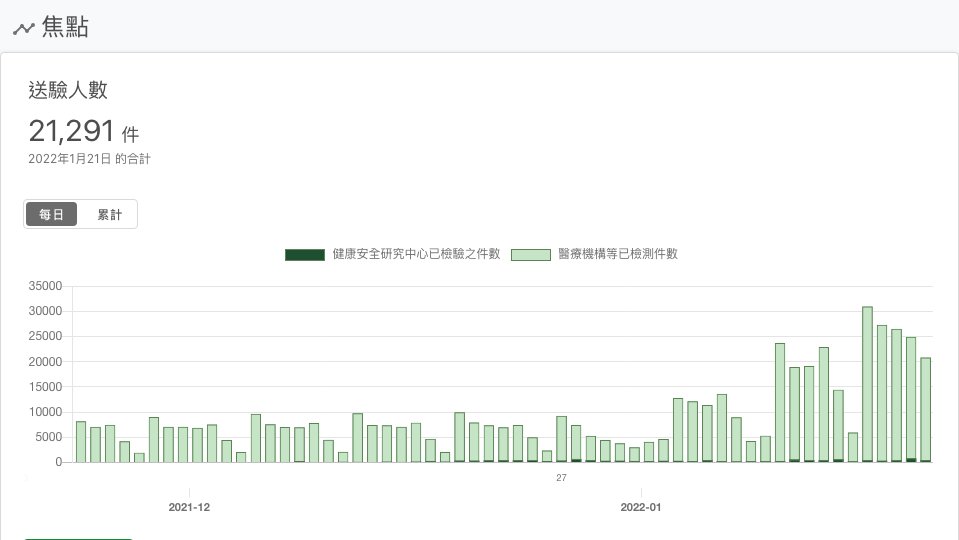 焦點
送驗人數
21,291 件
2022年1月21日 的合計
每日 累計
健康安全研究中心已檢驗之件數 醫療機構等已檢測件數
35000
30000
25000
20000
15000
10000
5000
0
27
2021-12 2022-01